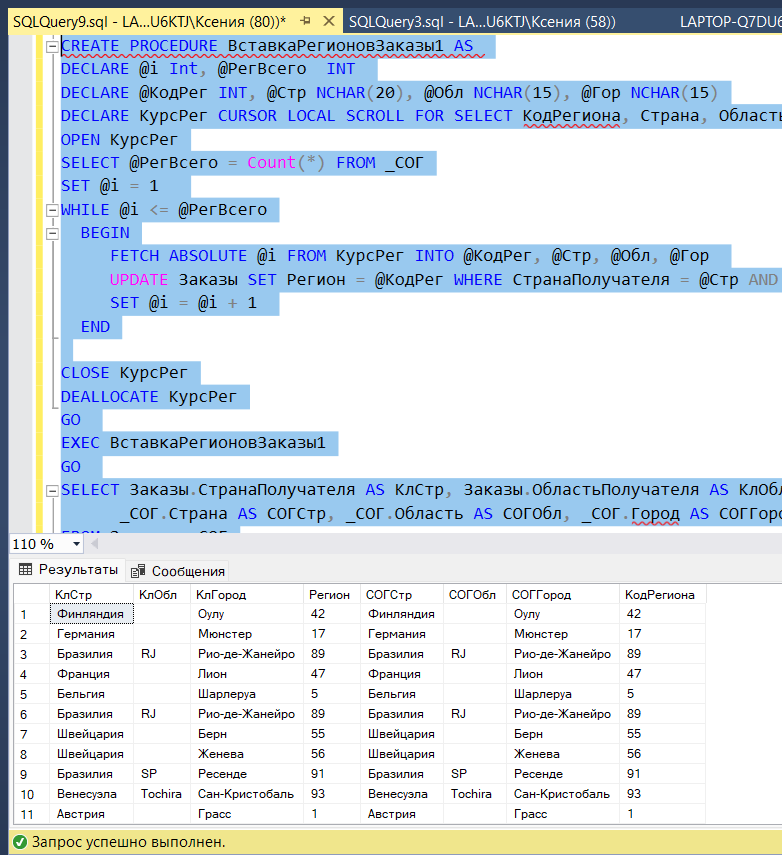 SQLQuery9.sql - LA...U6KTJ\Ксения (80))* SQLQuery3.sql - LA...U6KTJ\Ксения (58)) LAPTOP-Q7DU6
CREATE PROCEDURE ВставкаРегионовЗаказы1 AS
DECLARE @i Int, @РегВсего INT
DECLARE @КодРег INT, @Стр NCHAR(20), @Обл NCHAR(15), @Гор NCHAR(15)
DECLARE КурсРег CURSOR LOCAL SCROLL FOR SELECT КодРегиона, Страна, Область
OPEN КурсРег
SELECT @РегВсего = Count(*) FROM _СОГ
SET @i = 1
WHILE @i <= @РегВсего
BEGIN
FETCH ABSOLUTE @i FROM КурсРег INTO @КодРег, @Стр, @Обл, @Гор
UPDATE Заказы SET Регион = @КодРег WHERE СтранаПолучателя = @Стр AND
SET @i = @i + 1
END
CLOSE КурсРег
DEALLOCATE КурсРег
GO
EXEC ВставкаРегионовЗаказы1
GO
SELECT Заказы.СтранаПолучателя AS КлСтр, Заказы.ОбластьПолучателя AS КлОбл
_СОГ.Страна AS СОГСтр, _СОГ.Область AS СОГОбл, _СОГ.Город AS СОГГоро
110 %
Результаты Сообщения
КлСтр КлОбл КлГород Регион СОГСтр СОГОбл СОГГород КодРегиона
1 Финляндия Оулу 42 Финляндия Оулу 42
2 Германия Мюнстер 17 Германия Мюнстер 17
3 Бразилия RJ Рио-де-Жанейро 89 Бразилия RJ Рио-де-Жанейро 89
4 Франция Лион 47 Франция Лион 47
5 Бельгия Шарлеруа 5 Бельгия Шарлеруа 5
6 Бразилия RJ Рио-де-Жанейро 89 Бразилия RJ Рио-де-Жанейро 89
7 Швейцария Берн 55 Швейцария Берн 55
8 Швейцария Женева 56 Швейцария Женева 56
9 Бразилия SP Ресенде 91 Бразилия SP Ресенде 91
10 Венесуэла Tochira Сан-Кристобаль 93 Венесуэла Tochira Сан-Кристобаль 93
11 Австрия Грасс 1 Австрия Грасс 1
Запрос успешно выполнен.